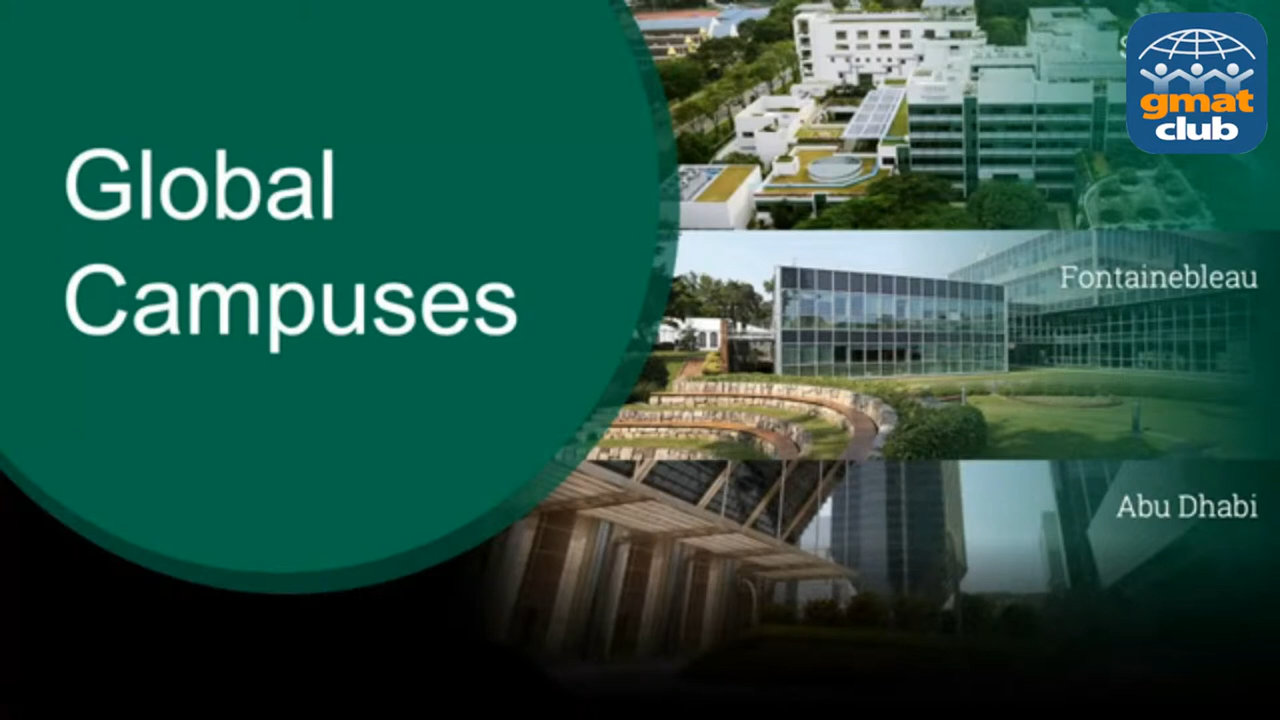 Global
Campuses
gmat
club
Fontainebleau
Abu Dhabi